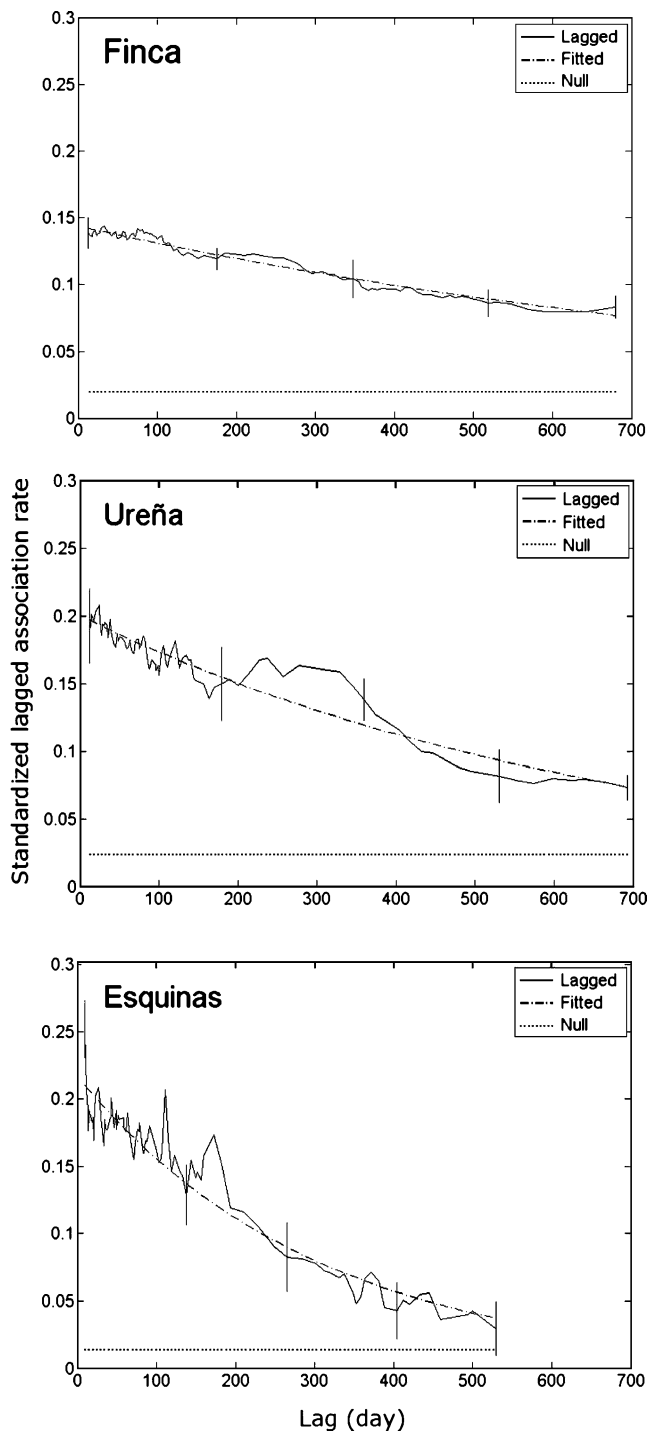 Standardized lagged association rate
Finca
Lagged
Fitted
Null
0.3
0.25
0.2
0.15
0.1
0.05
0
0 100 200 300 400 500 600 700
Ureña
Lagged
Fitted
Null
0.3
0.25
0.2
0.15
0.1
0.05
0
0 100 200 300 400 500 600 700
Esquinas
Lagged
Fitted
Null
0.3
0.25
0.2
0.15
0.1
0.05
0
0 100 200 300 400 500 600 700
Lag (day)